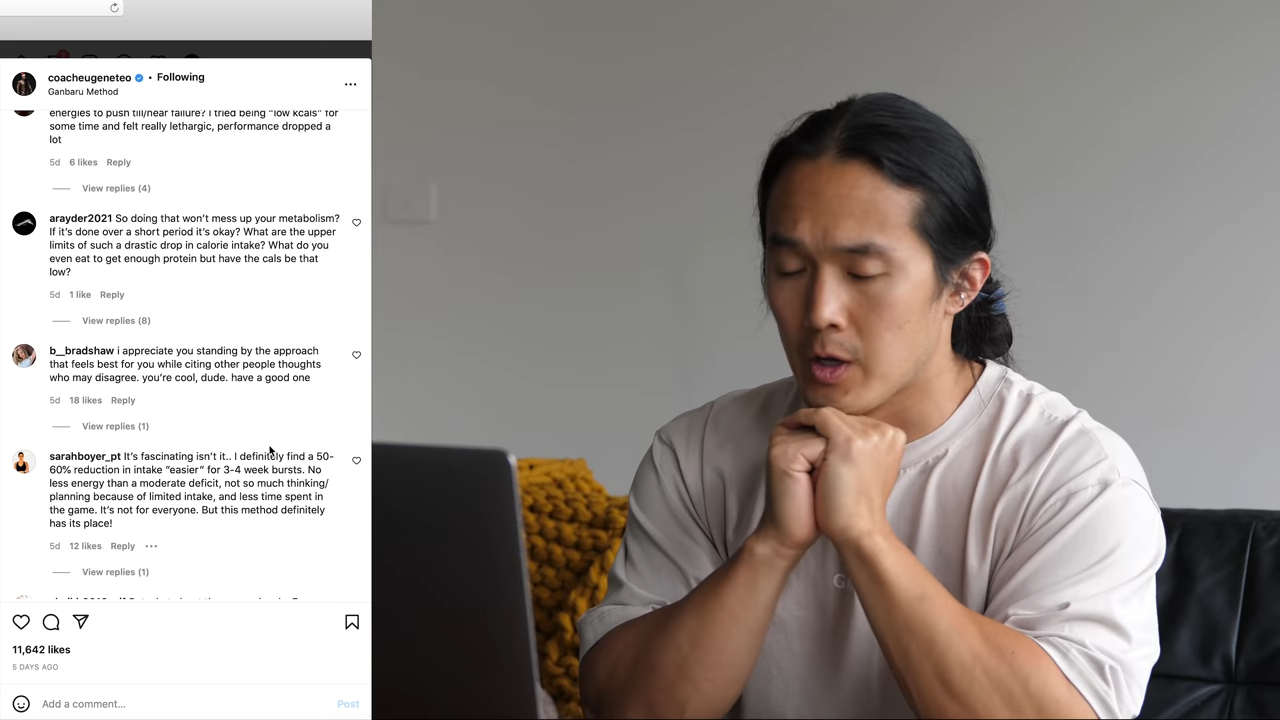 coacheugeneteo • Following
Ganbaru Method
energies to push till/near failure? I tried being "low kcals" for
some time and felt really lethargic, performance dropped a
lot
5d 6 likes Reply
View replies (4)
arayder2021 So doing that won't mess up your metabolism?
If it's done over a short period it's okay? What are the upper
limits of such a drastic drop in calorie intake? What do you
even eat to get enough protein but have the cals be that
low?
5d 1 like Reply
View replies (8)
b__bradshaw i appreciate you standing by the approach
that feels best for you while citing other people thoughts
who may disagree. you're cool, dude. have a good one
5d 18 likes Reply
View replies (1)
sarahboyer_pt It's fascinating isn't it.. I definitely find a 50-
60% reduction in intake "easier" for 3-4 week bursts. No
less energy than a moderate deficit, not so much thinking/
planning because of limited intake, and less time spent in
the game. It's not for everyone. But this method definitely
has its place!
5d 12 likes Reply
View replies (1)
11,642 likes
5 DAYS AGO
Add a comment... Post